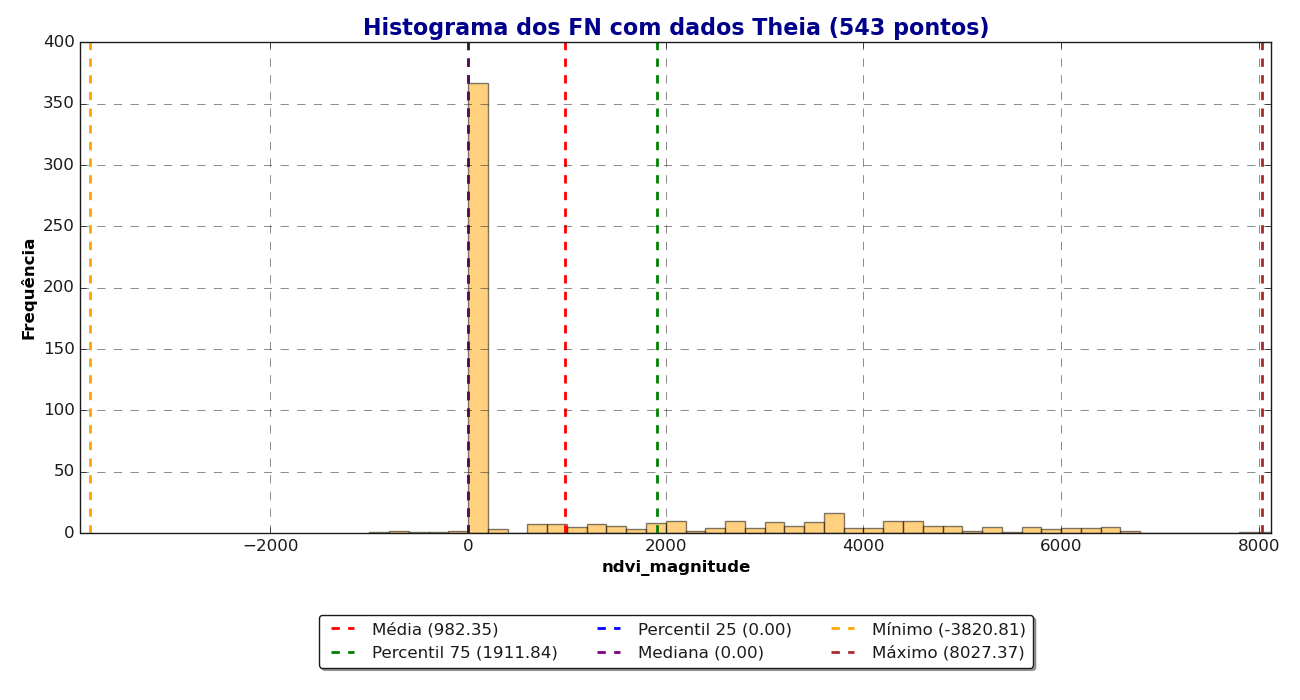 Histograma dos FN com dados Theia (543 pontos)
400
350
300
250
200
150
100
50
0
Frequência
−2000
0
2000
4000
6000
8000
ndvi_magnitude
Média (982.35)
Percentil 75 (1911.84)
Percentil 25 (0.00)
Mediana (0.00)
Mínimo (-3820.81)
Máximo (8027.37)